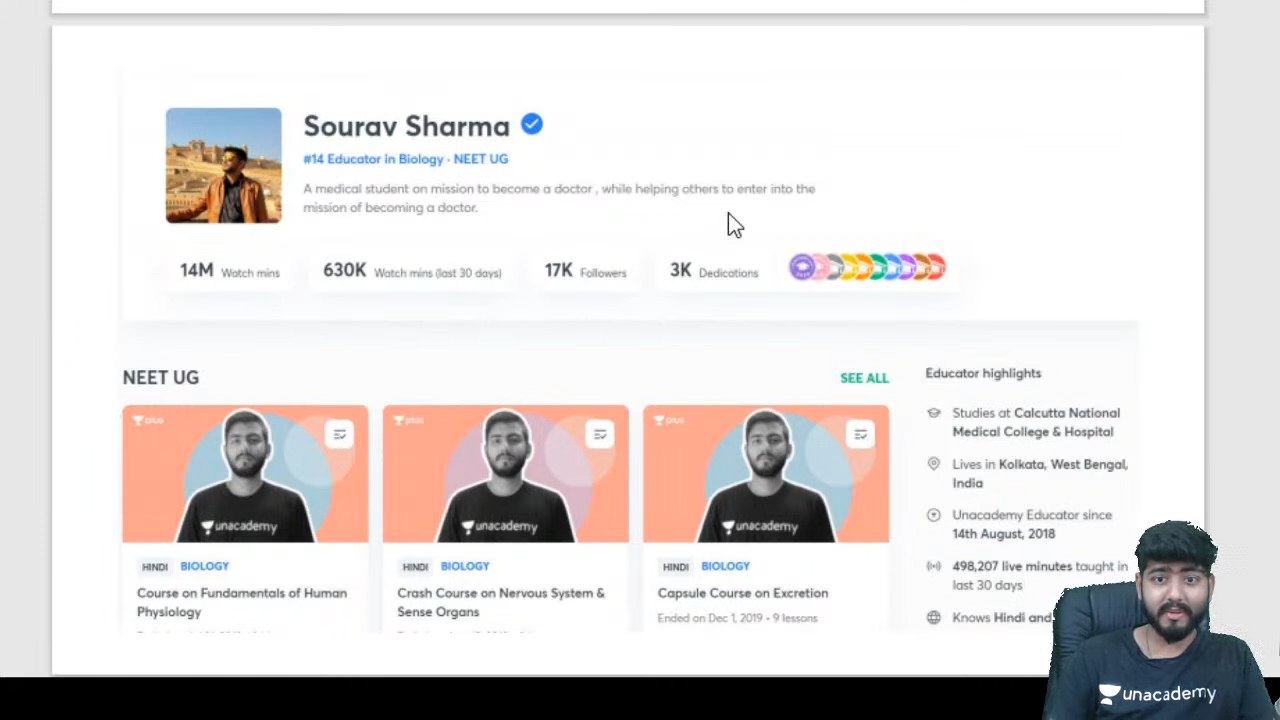 Sourav Sharma
#14 Educator in Biology · NEET UG
A medical student on mission to become a doctor , while helping others to enter into the
mission of becoming a doctor.
14M Watch mins
630K Watch mins (last 30 days)
17K Followers
3K Dedications
NEET UG
SEE ALL
plus
unacademy
HINDI BIOLOGY
Course on Fundamentals of Human
Physiology
plus
unacademy
HINDI BIOLOGY
Crash Course on Nervous System &
Sense Organs
plus
unacademy
HINDI BIOLOGY
Capsule Course on Excretion
Ended on Dec 1, 2019 • 9 lessons
Educator highlights
Studies at Calcutta National
Medical College & Hospital
Lives in Kolkata, West Bengal,
India
Unacademy Educator since
14th August, 2018
498,207 live minutes taught in
last 30 days
Knows Hindi and
unacademy